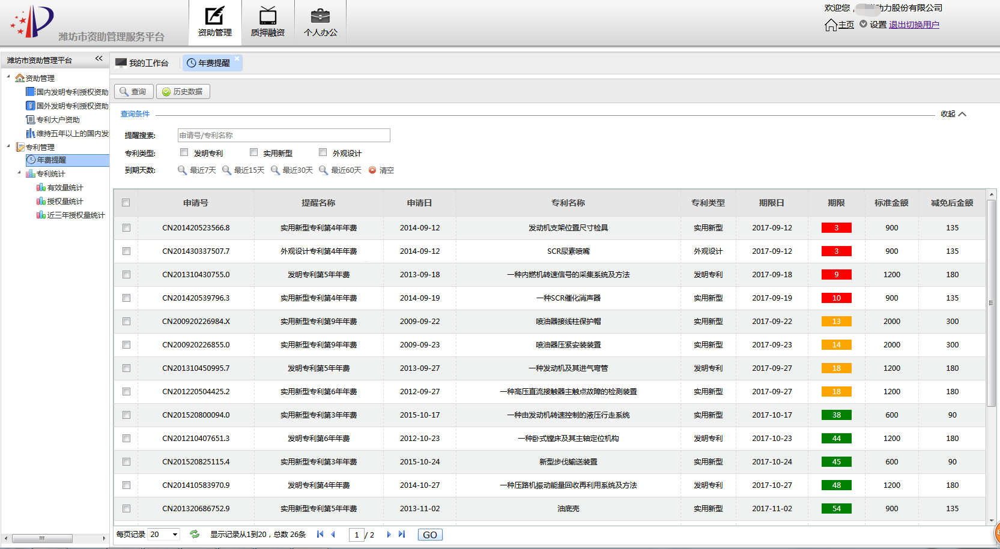 潍坊市资助管理服务平台
资助管理
质押融资
个人办公
欢迎您
动力股份有限公司
主页 设置 退出切换用户
潍坊市资助管理平台
资助管理
国内发明专利授权资助
国外发明专利授权资助
专利大户资助
维持五年以上的国内发
专利管理
年费提醒
专利统计
有效量统计
授权量统计
近三年授权量统计
我的工作台 年费提醒
查询 历史数据
查询条件 收起
提醒搜索: 申请号/专利名称
专利类型: 发明专利 实用新型 外观设计
到期天数: 最近7天 最近15天 最近30天 最近60天 清空
申请号 提醒名称 申请日 专利名称 专利类型 期限日 期限 标准金额 减免后金额
CN201420523566.8 实用新型专利第4年年费 2014-09-12 发动机支架位置尺寸检具 实用新型 2017-09-12 3 900 135
CN201430337507.7 外观设计专利第4年年费 2014-09-12 SCR尿素喷嘴 外观设计 2017-09-12 3 900 135
CN201310430755.0 发明专利第5年年费 2013-09-18 一种内燃机转速信号的采集系统及方法 发明专利 2017-09-18 9 1200 180
CN201420539796.3 实用新型专利第4年年费 2014-09-19 一种SCR催化消声器 实用新型 2017-09-19 10 900 135
CN200920226984.X 实用新型专利第9年年费 2009-09-22 喷油器接线柱保护帽 实用新型 2017-09-22 13 2000 300
CN200920226855.0 实用新型专利第9年年费 2009-09-23 喷油器压紧安装装置 实用新型 2017-09-23 14 2000 300
CN201310450995.7 发明专利第5年年费 2013-09-27 一种发动机及其进气弯管 发明专利 2017-09-27 18 1200 180
CN201220504425.2 实用新型专利第6年年费 2012-09-27 一种高压直流接触器主触点故障的检测装置 实用新型 2017-09-27 18 1200 180
CN201520800094.0 实用新型专利第3年年费 2015-10-17 一种由发动机转速控制的液压行走系统 实用新型 2017-10-17 38 600 90
CN201210407651.3 发明专利第6年年费 2012-10-23 一种卧式镗床及其主轴定位机构 发明专利 2017-10-23 44 1200 180
CN201520825115.4 实用新型专利第3年年费 2015-10-24 新型步伐输送装置 实用新型 2017-10-24 45 600 90
CN201410583970.9 发明专利第4年年费 2014-10-27 一种压路机振动能量回收再利用系统及方法 发明专利 2017-10-27 48 1200 180
CN201320686752.9 实用新型专利第5年年费 2013-11-02 油底壳 实用新型 2017-11-02 54 900 135
每页记录 20 显示记录从1到20，总数 26条 1 / 2 GO